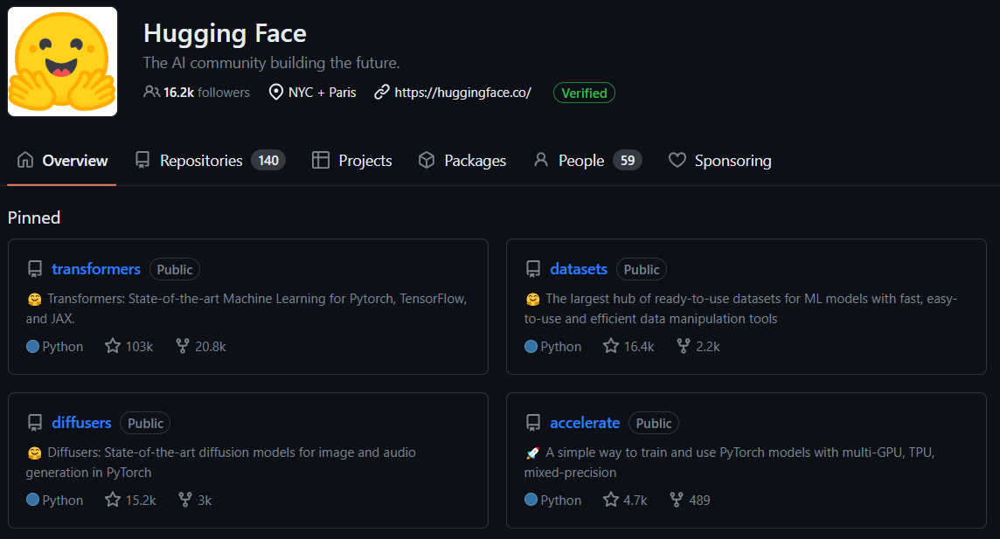 Hugging Face
The AI community building the future.
16.2k followers NYC + Paris https://huggingface.co/ Verified
Overview Repositories 140 Projects Packages People 59 Sponsoring
Pinned
transformers Public
🤗 Transformers: State-of-the-art Machine Learning for Pytorch, TensorFlow,
and JAX.
Python 103k 20.8k
datasets Public
🤗 The largest hub of ready-to-use datasets for ML models with fast, easy-
to-use and efficient data manipulation tools
Python 16.4k 2.2k
diffusers Public
🤗 Diffusers: State-of-the-art diffusion models for image and audio
generation in PyTorch
Python 15.2k 3k
accelerate Public
🚀 A simple way to train and use PyTorch models with multi-GPU, TPU,
mixed-precision
Python 4.7k 489